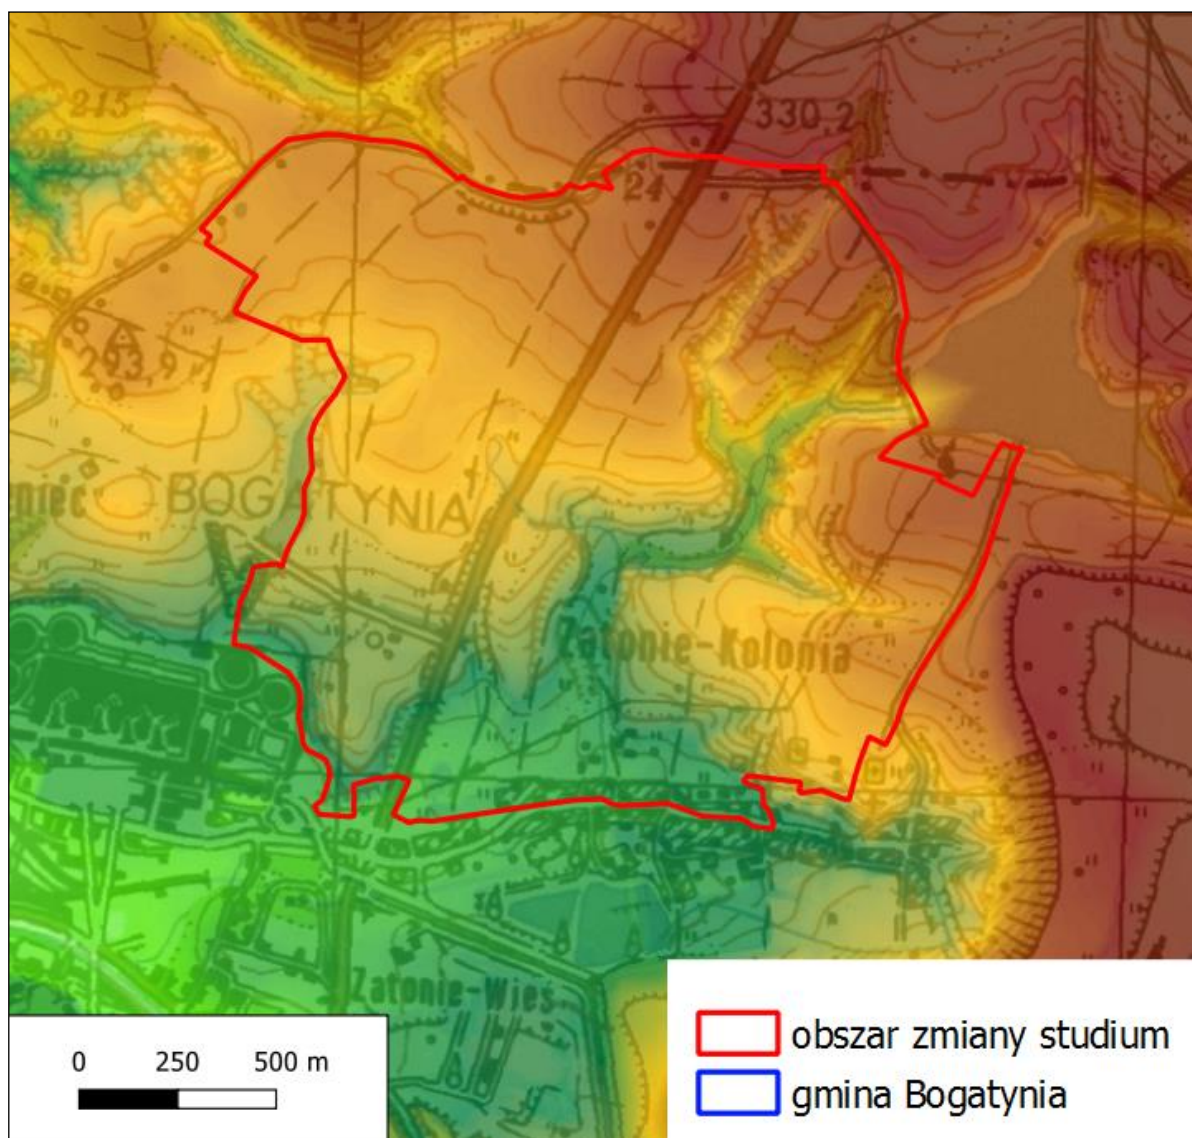 215
330,2
24
293,9
BOGATYNIA
Zatonie-Kolonia
Zatonie-Wieś
0 250 500 m
obszar zmiany studium
gmina Bogatynia